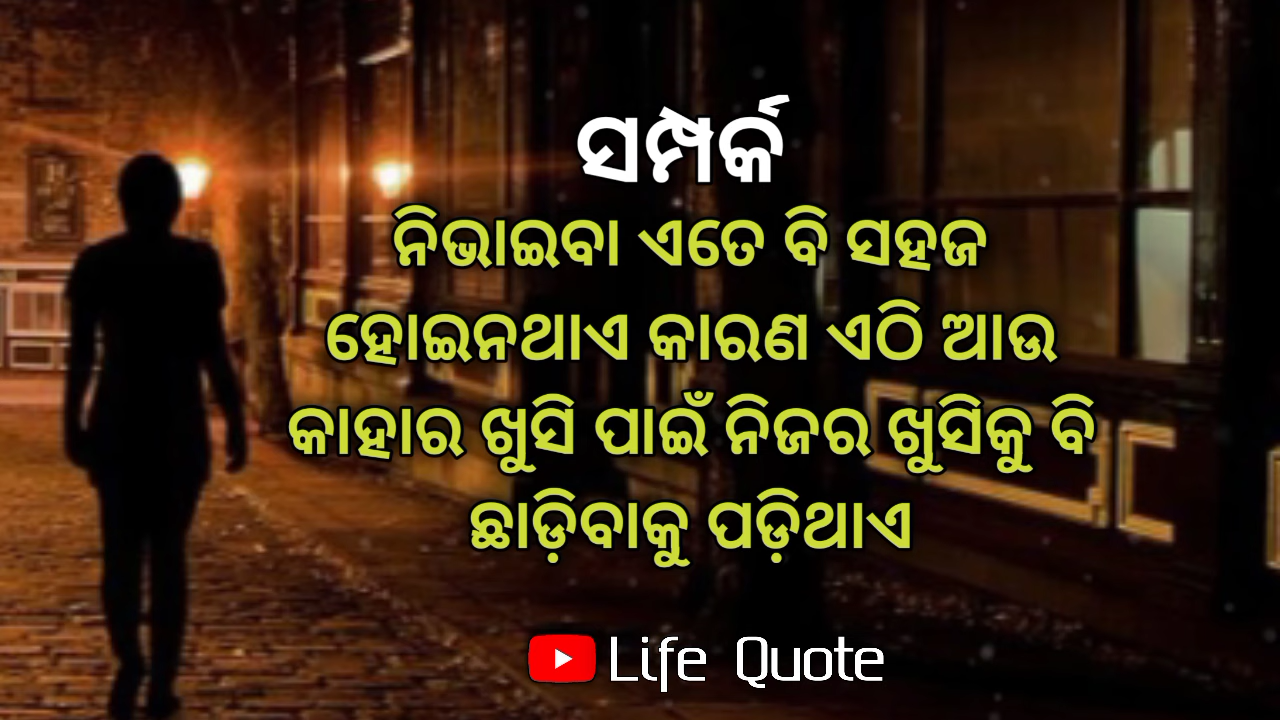 ସମ୍ପର୍କ
ନିଭାଇବା ଏତେ ବି ସହଜ
ହୋଇନଥାଏ କାରଣ ଏଠି ଆଉ
କାହାର ଖୁସି ପାଇଁ ନିଜର ଖୁସିକୁ ବି
ଛାଡ଼ିବାକୁ ପଡ଼ିଥାଏ
Life Quote